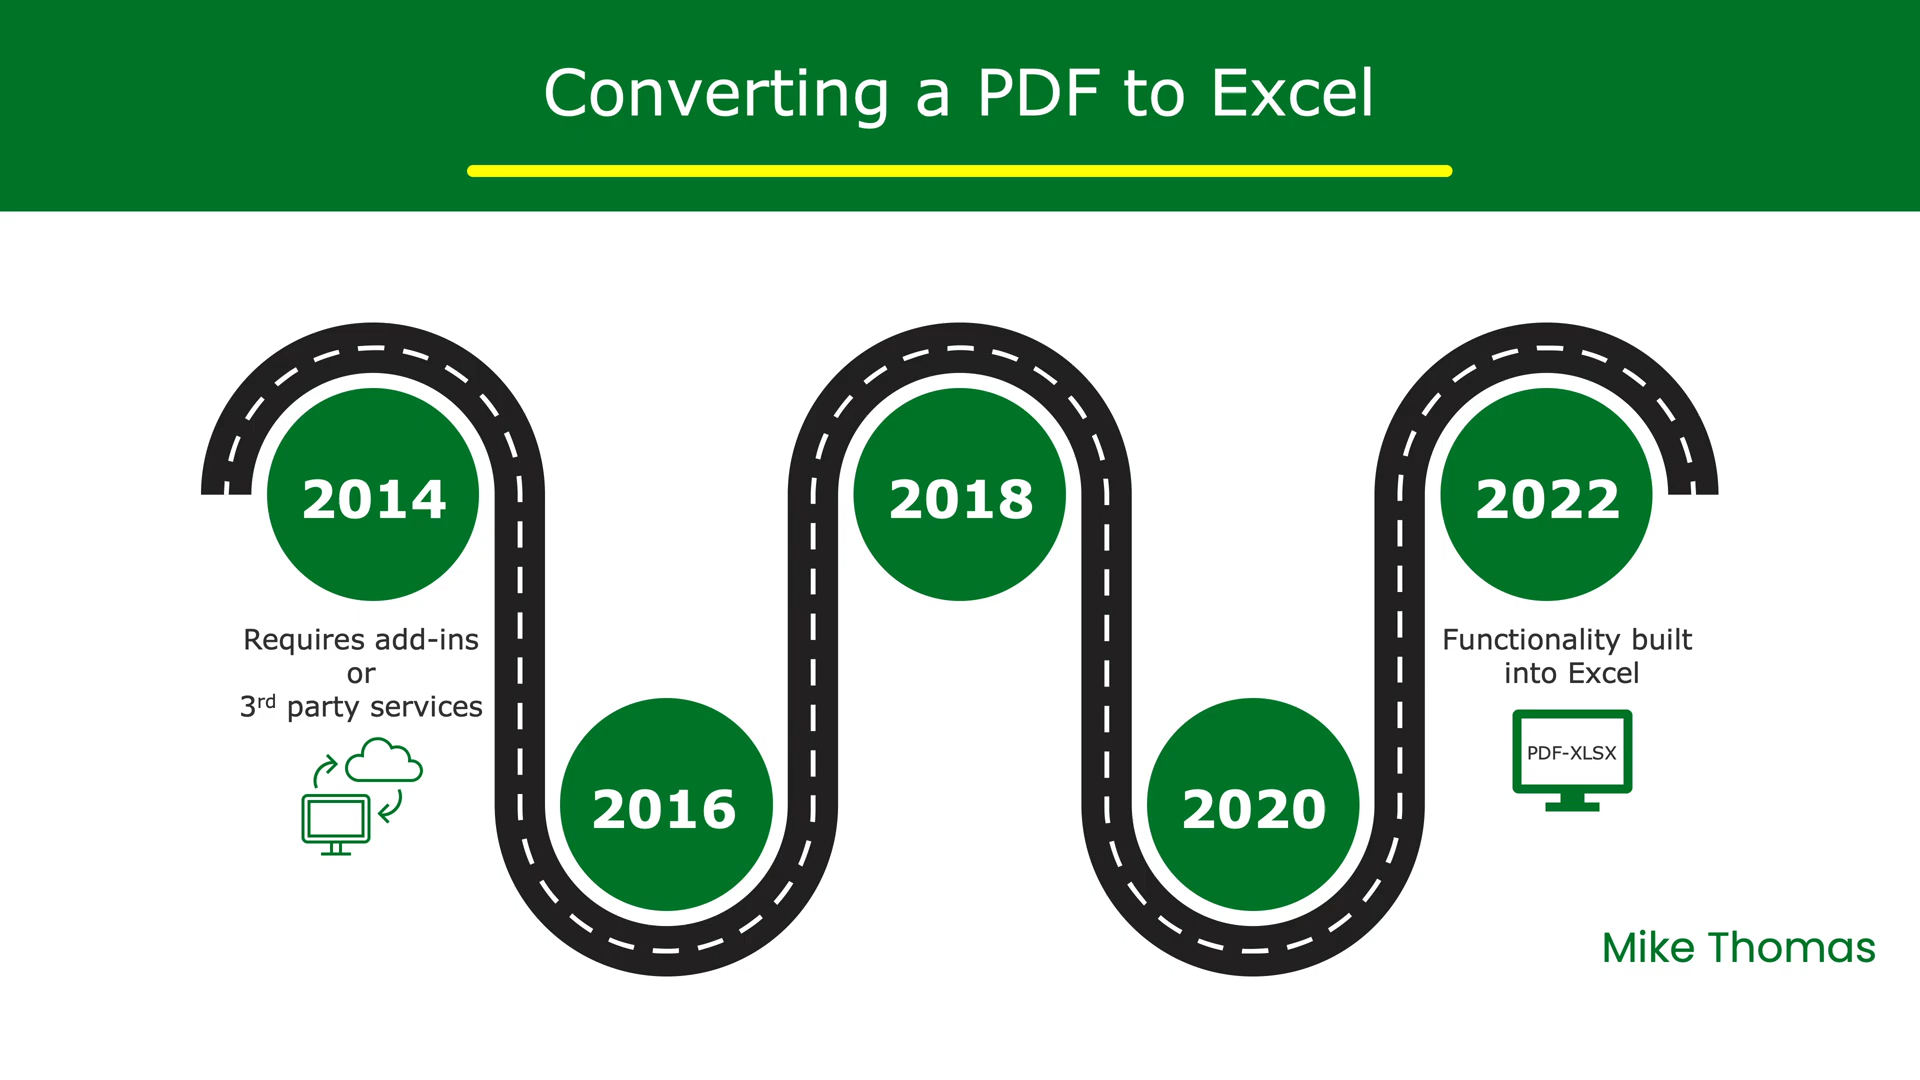 Converting a PDF to Excel
2014
2018
2022
Requires add-ins
or
3rd party services
Functionality built
into Excel
PDF-XLSX
2016
2020
Mike Thomas